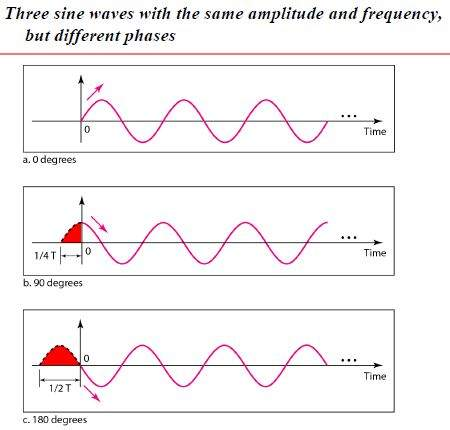 Three sine waves with the same amplitude and frequency,
but different phases
0
...
Time
a. 0 degrees
1/4 T
0
...
Time
b. 90 degrees
0
...
Time
1/2 T
c. 180 degrees